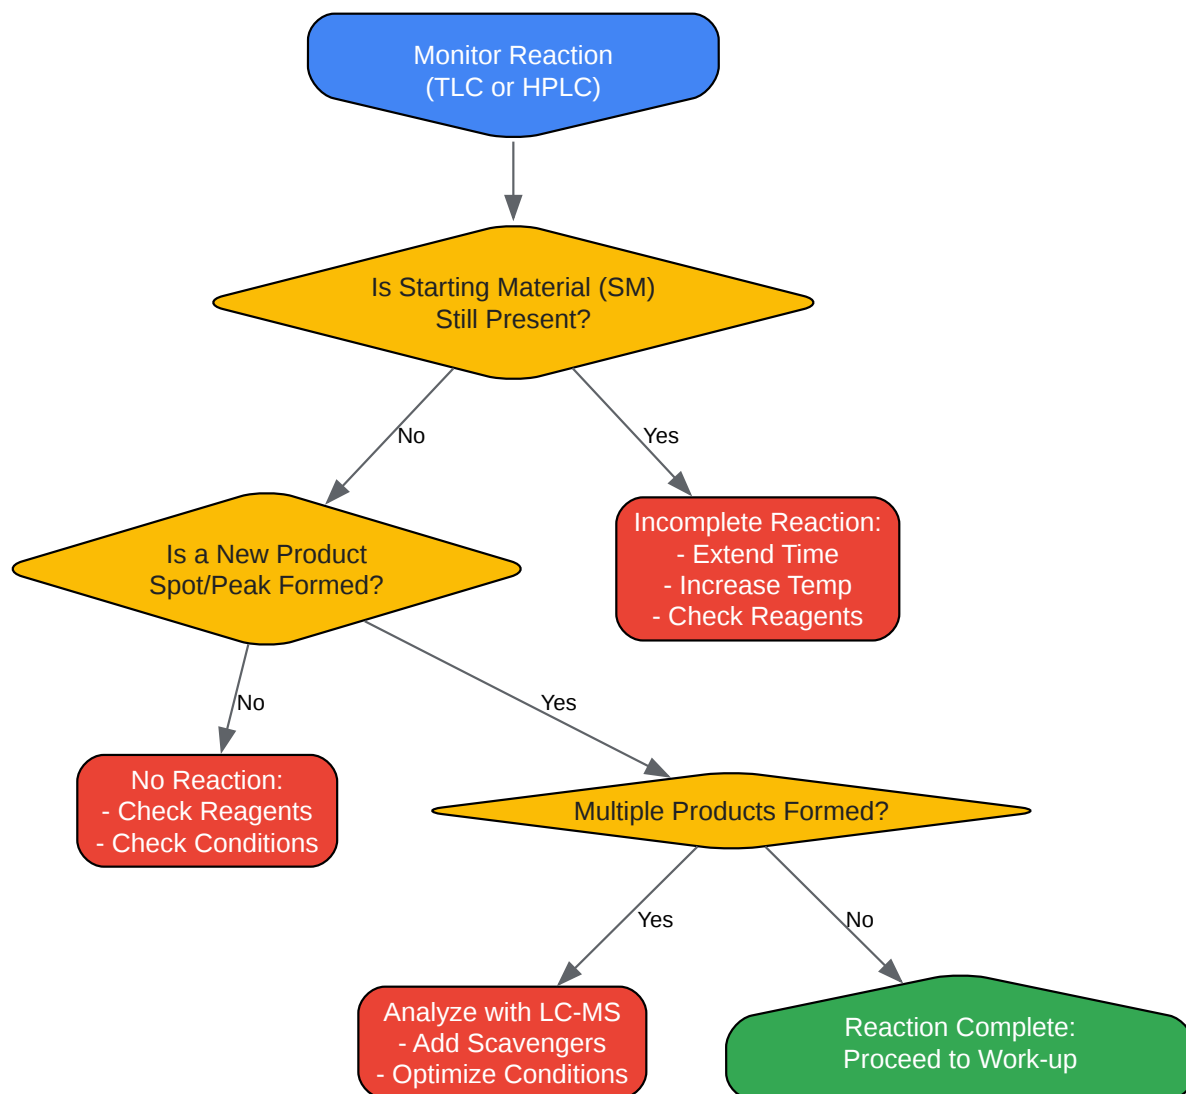 Monitor Reaction
(TLC or HPLC)
Is Starting Material (SM)
Still Present?
No
Yes
Is a New Product
Spot/Peak Formed?
Incomplete Reaction:
- Extend Time
- Increase Temp
- Check Reagents
No
Yes
No Reaction:
- Check Reagents
- Check Conditions
Multiple Products Formed?
Yes
No
Analyze with LC-MS
- Add Scavengers
- Optimize Conditions
Reaction Complete:
Proceed to Work-up